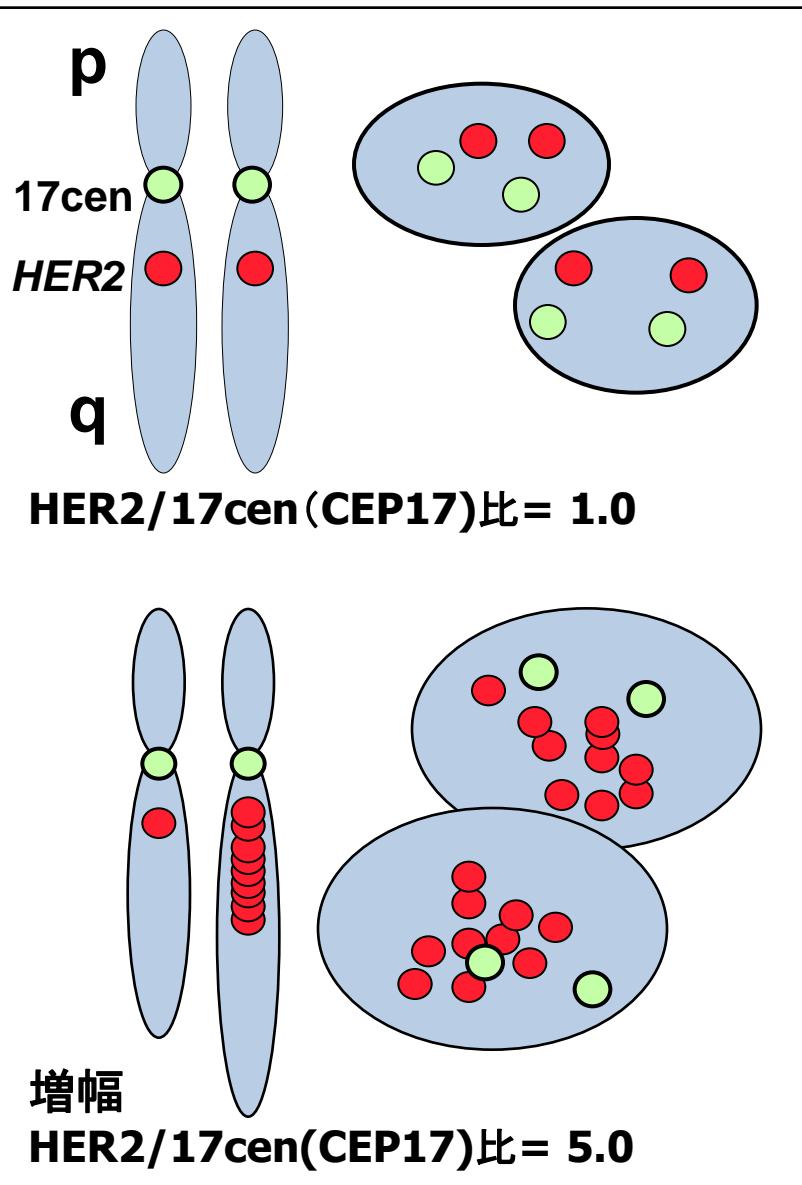 p
17cen
HER2
q
HER2/17cen（CEP17)比= 1.0
増幅
HER2/17cen(CEP17)比= 5.0